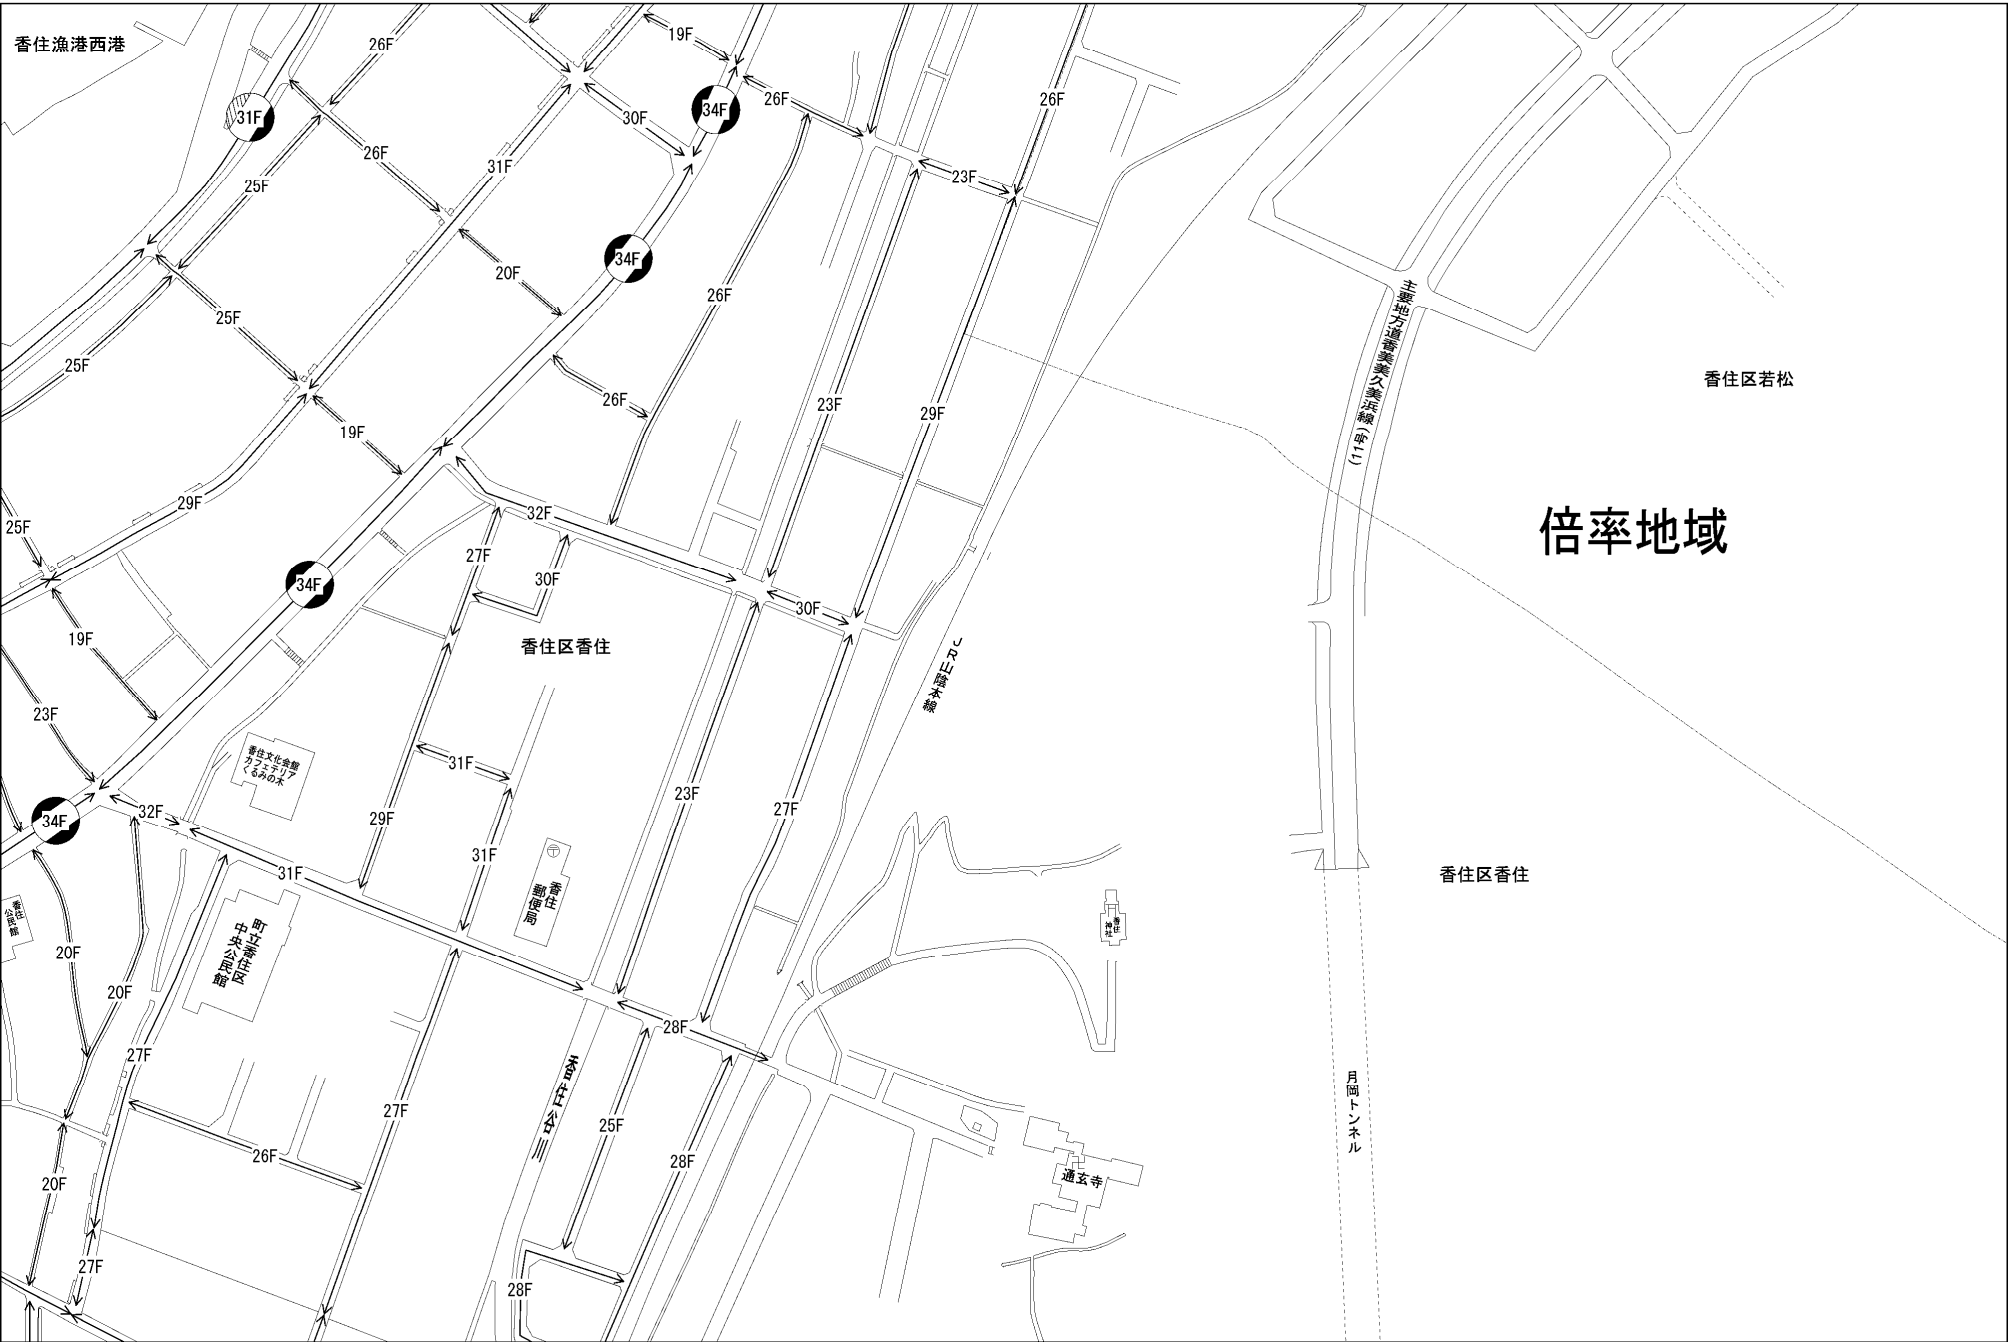 香住漁港西港
26F
19F
31F
34F
26F
26F
30F
26F
31F
23F
25F
34F
20F
26F
25F
主要地方道香美久美浜線(11号)
25F
香住区若松
26F
23F
29F
19F
29F
32F
25F
倍率地域
27F
30F
34F
30F
19F
香住区香住
JR山陰本線
23F
香住文化会館
カフェテリア
くるみの木
31F
23F
34F
32F
29F
27F
31F
31F
香住
郵便局
香住区香住
香住
公民館
町立香住区
中央公民館
香住
神社
20F
20F
28F
27F
香住谷川
月岡トンネル
27F
25F
26F
28F
20F
通玄寺
27F
28F